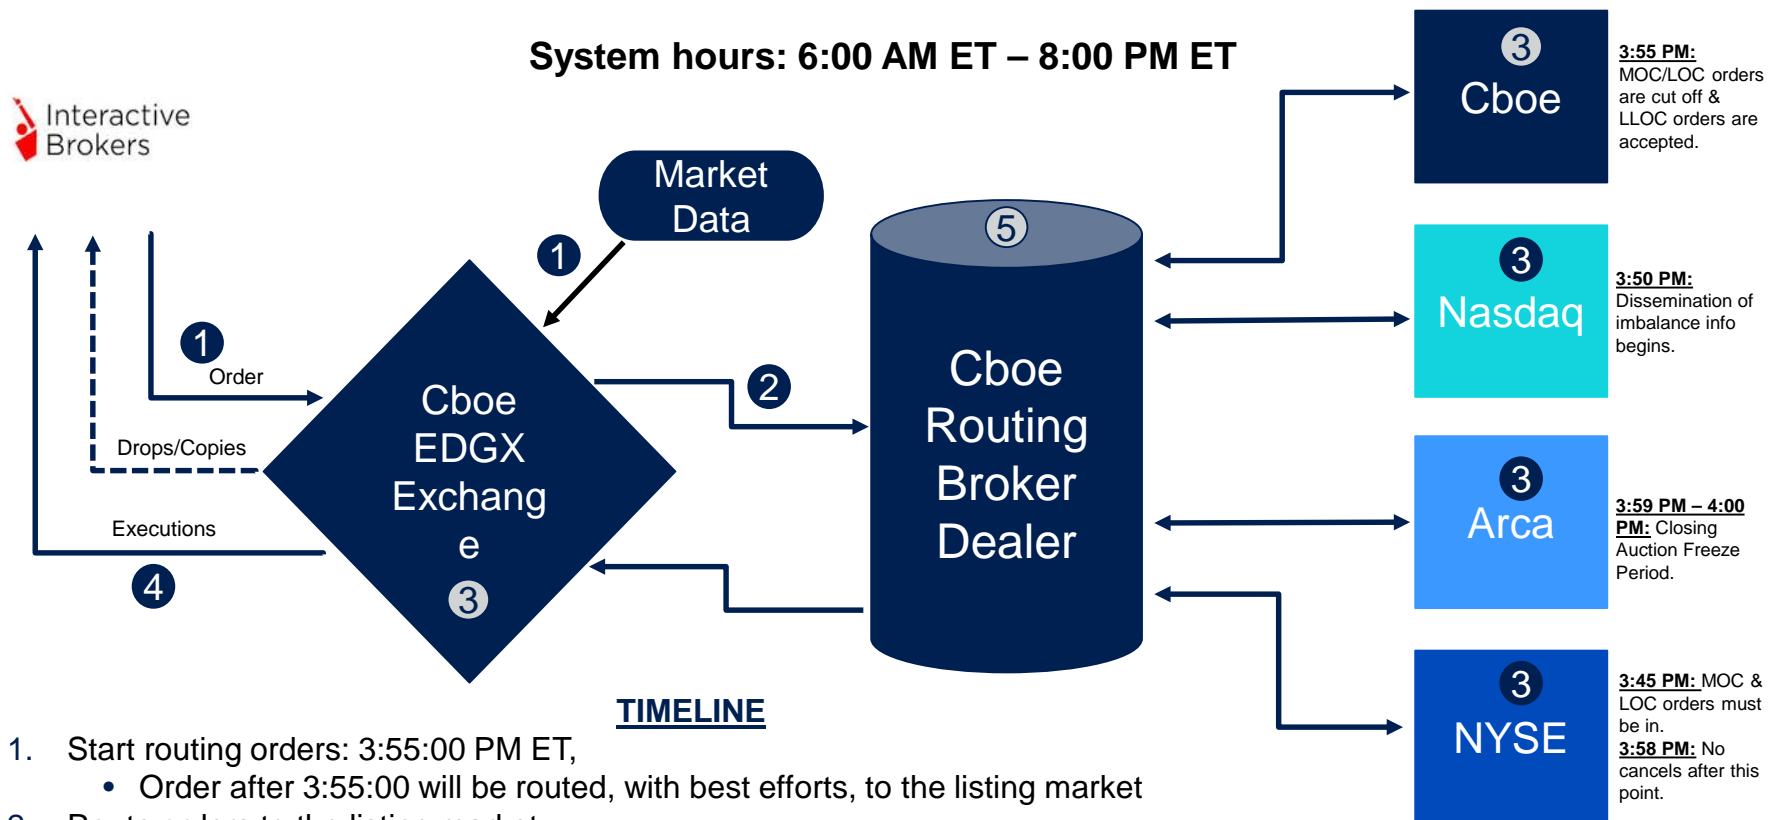 System hours: 6:00 AM ET – 8:00 PM ET
Interactive
Brokers
Market
Data
1
1
Order
Drops/Copies
Executions
4
Cboe
EDGX
Exchang
e
3
2
5
Cboe
Routing
Broker
Dealer
3
Cboe
3:55 PM:
MOC/LOC orders
are cut off &
LLOC orders are
accepted.
3
Nasdaq
3:50 PM:
Dissemination of
imbalance info
begins.
3
Arca
3:59 PM – 4:00
PM: Closing
Auction Freeze
Period.
3
NYSE
3:45 PM: MOC &
LOC orders must
be in.
3:58 PM: No
cancels after this
point.
TIMELINE
1. Start routing orders: 3:55:00 PM ET,
• Order after 3:55:00 will be routed, with best efforts, to the listing market